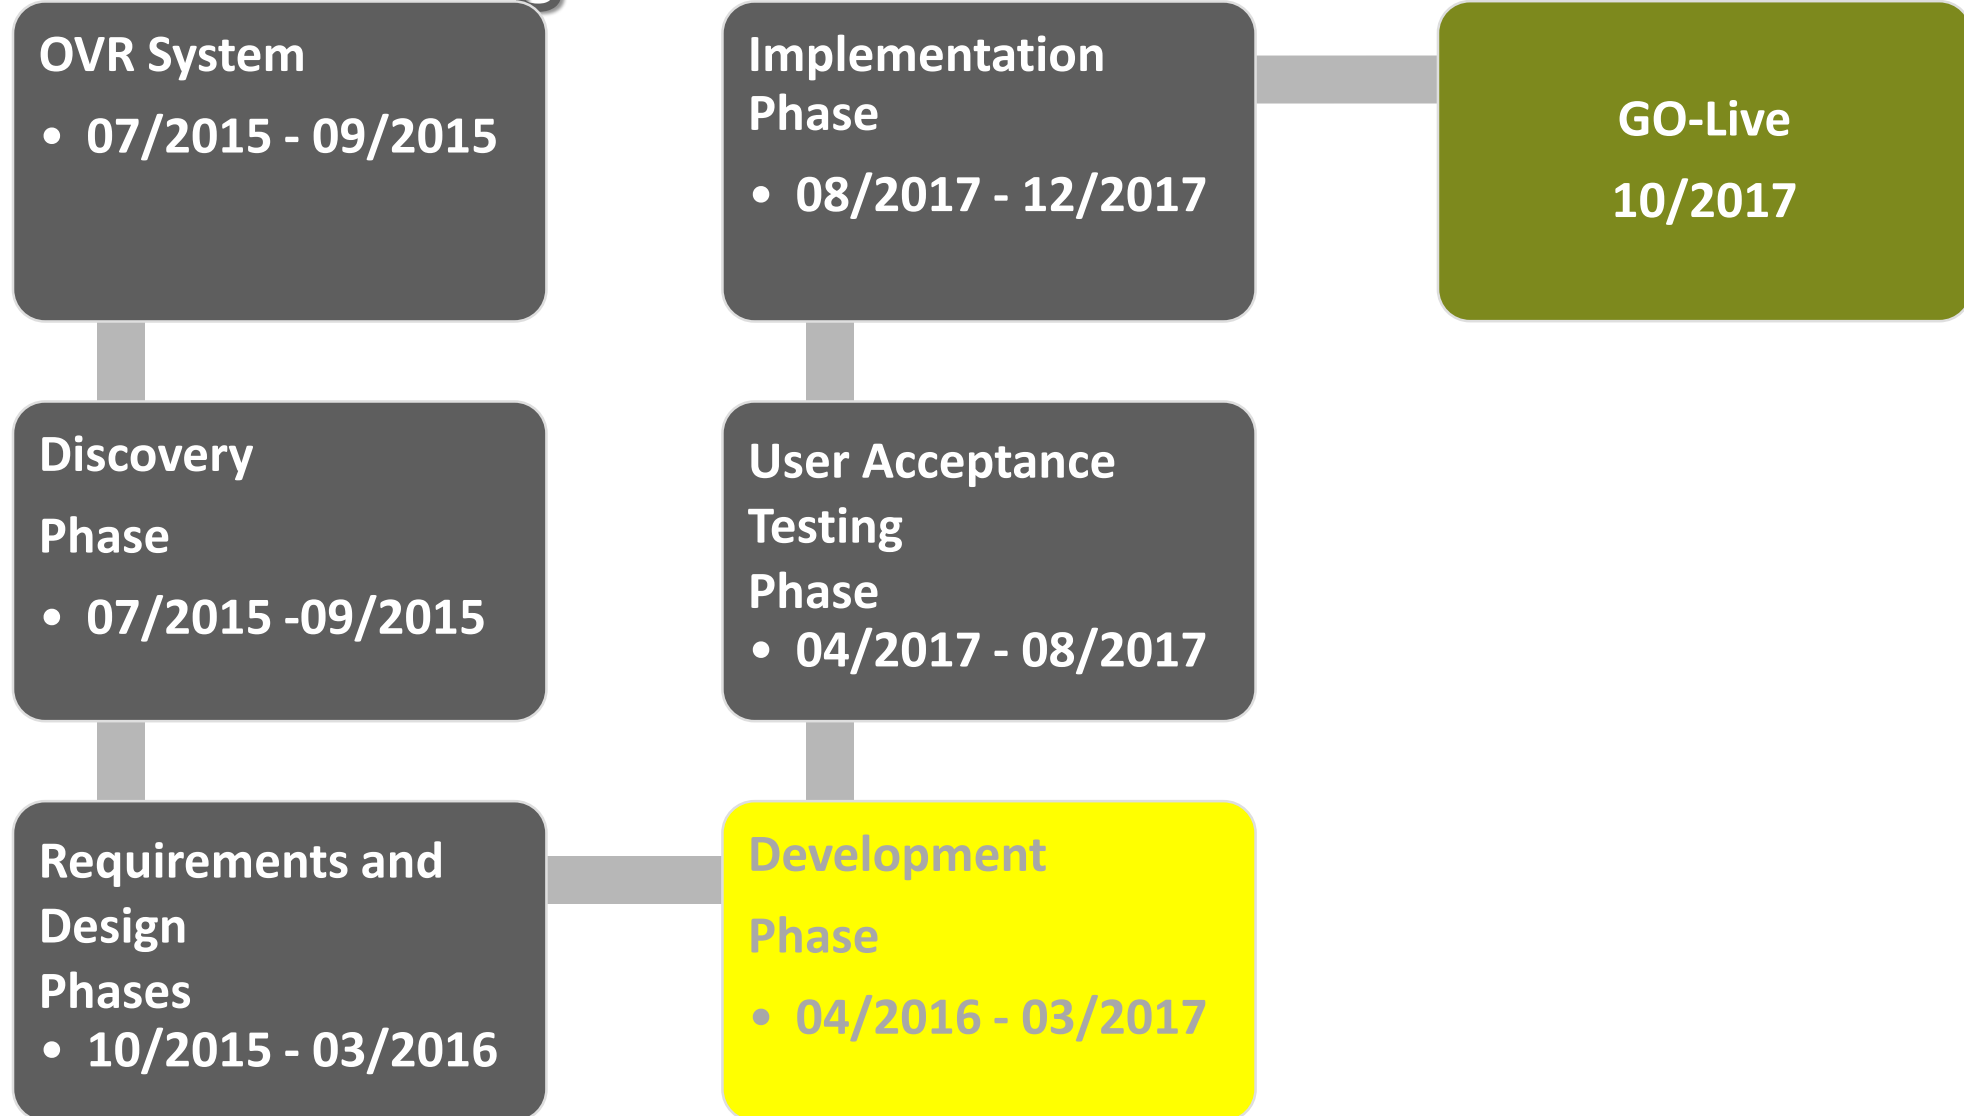 OVR System
• 07/2015 - 09/2015
Discovery
Phase
• 07/2015 -09/2015
Requirements and
Design
Phases
• 10/2015 - 03/2016
Development
Phase
• 04/2016 - 03/2017
User Acceptance
Testing
Phase
• 04/2017 - 08/2017
Implementation
Phase
• 08/2017 - 12/2017
GO-Live
10/2017